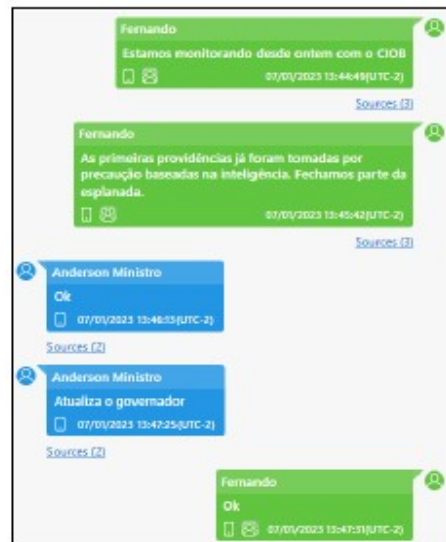 Fernando
Estamos monitorando desde ontem com o CIOB
07/01/2023 13:44:49(UTC-2)
Sources (3)
Fernando
As primeiras providências já foram tomadas por
precaução baseadas na inteligência. Fechamos parte da
esplanada.
07/01/2023 13:45:42(UTC-2)
Sources (3)
Anderson Ministro
Ok
07/01/2023 13:46:13(UTC-2)
Sources (2)
Anderson Ministro
Atualiza o governador
07/01/2023 13:47:25(UTC-2)
Sources (2)
Fernando
Ok
07/01/2023 13:47:31(UTC-2)